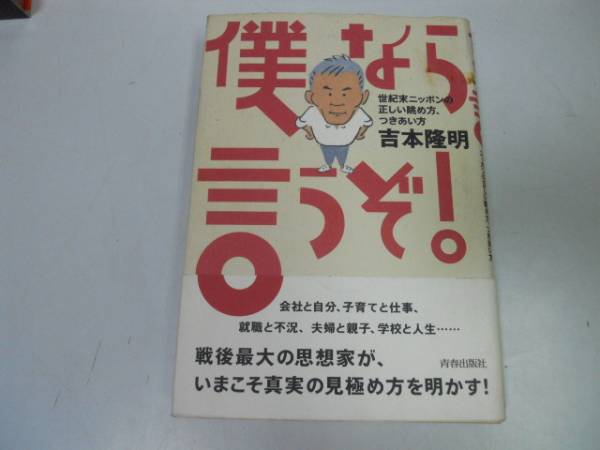 僕なら
言うぞ!。
世紀末ニッポンの
正しい眺め方、
つきあい方
吉本隆明
会社と自分、子育てと仕事、
就職と不況、夫婦と親子、学校と人生……
戦後最大の思想家が、
いまこそ真実の見極め方を明かす!
青春出版社